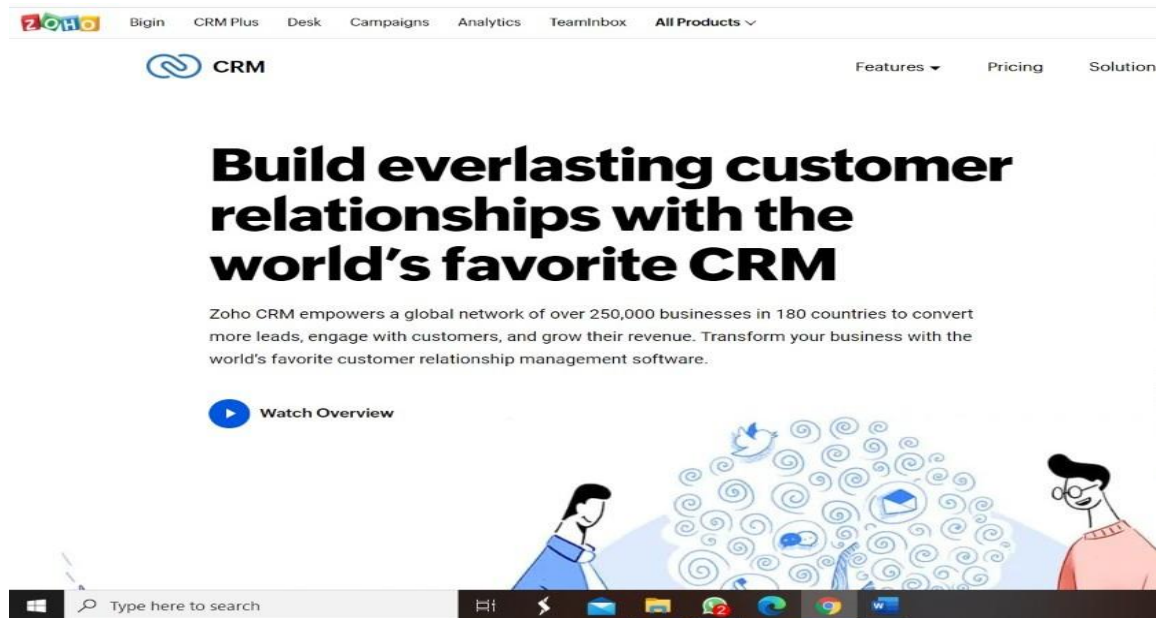 ZOHO Bigin CRM Plus Desk Campaigns Analytics TeamInbox All Products
CRM Features Pricing Solution
Build everlasting customer
relationships with the
world's favorite CRM
Zoho CRM empowers a global network of over 250,000 businesses in 180 countries to convert
more leads, engage with customers, and grow their revenue. Transform your business with the
world's favorite customer relationship management software.
Watch Overview
Type here to search 2 W